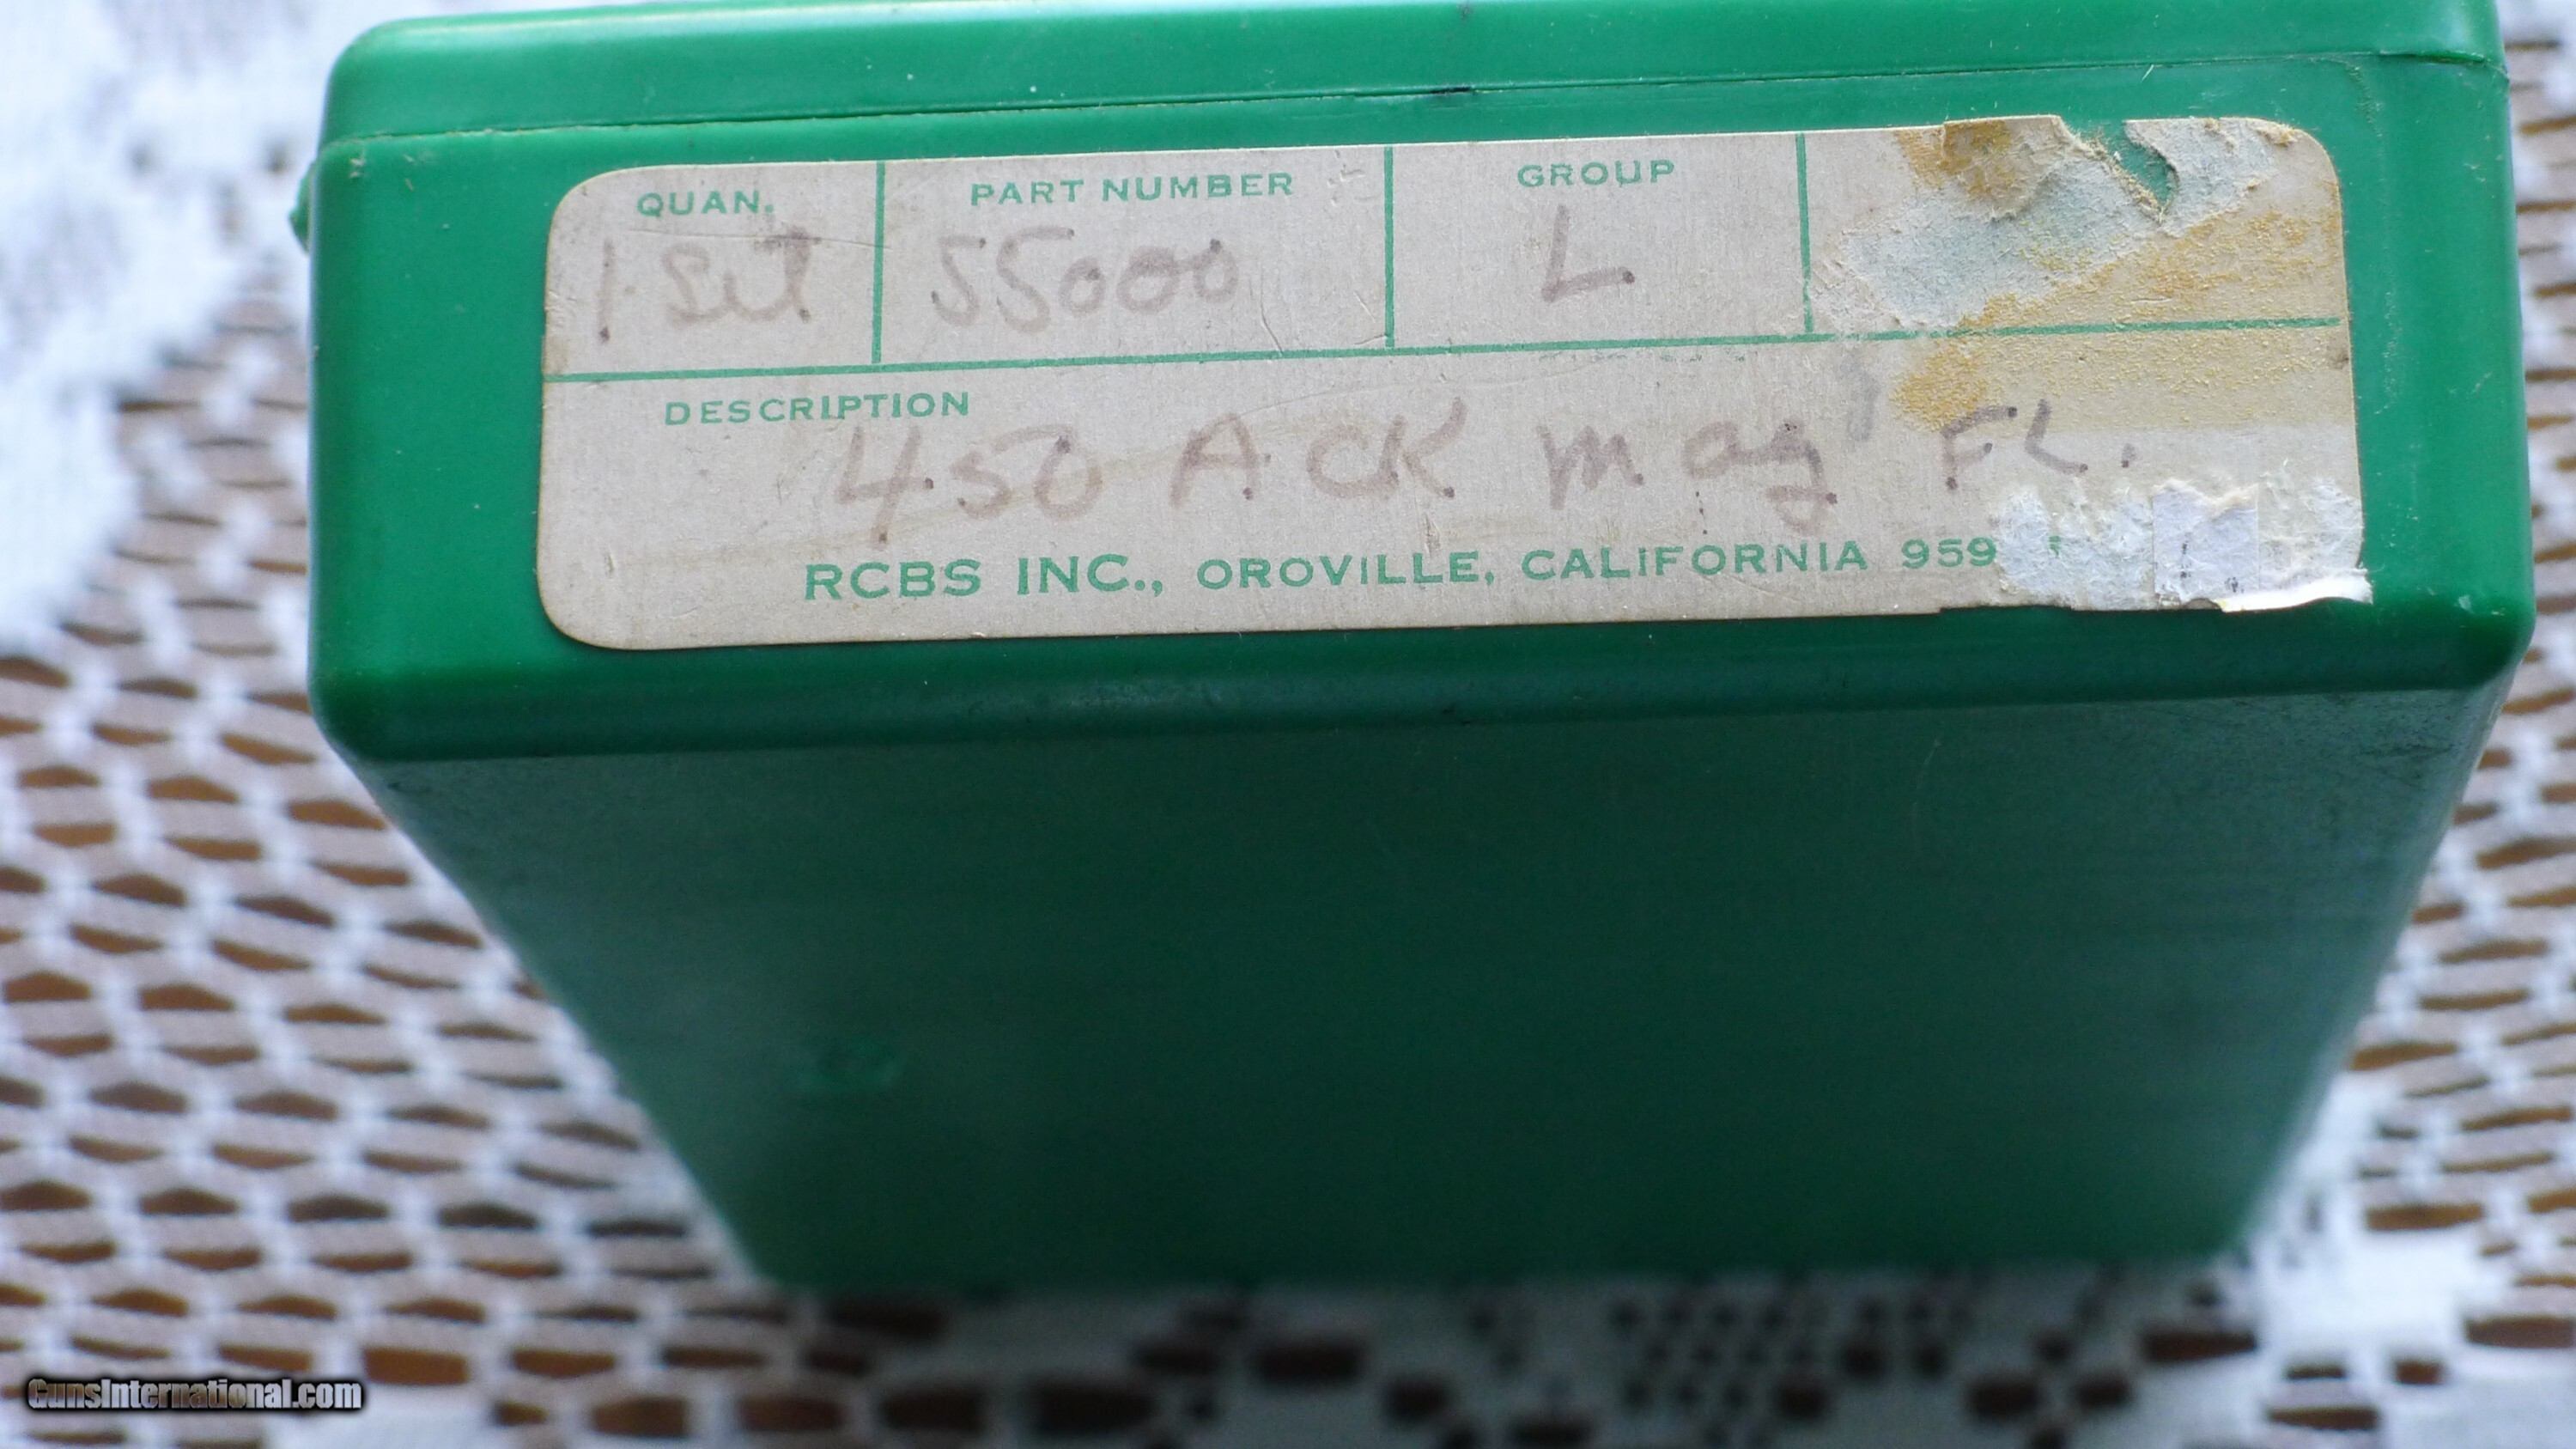 QUAN. PART NUMBER GROUP
1 Set 55000 L
DESCRIPTION
450 ACK mag FL.
RCBS INC., OROVILLE, CALIFORNIA 959
GunsInternational.com